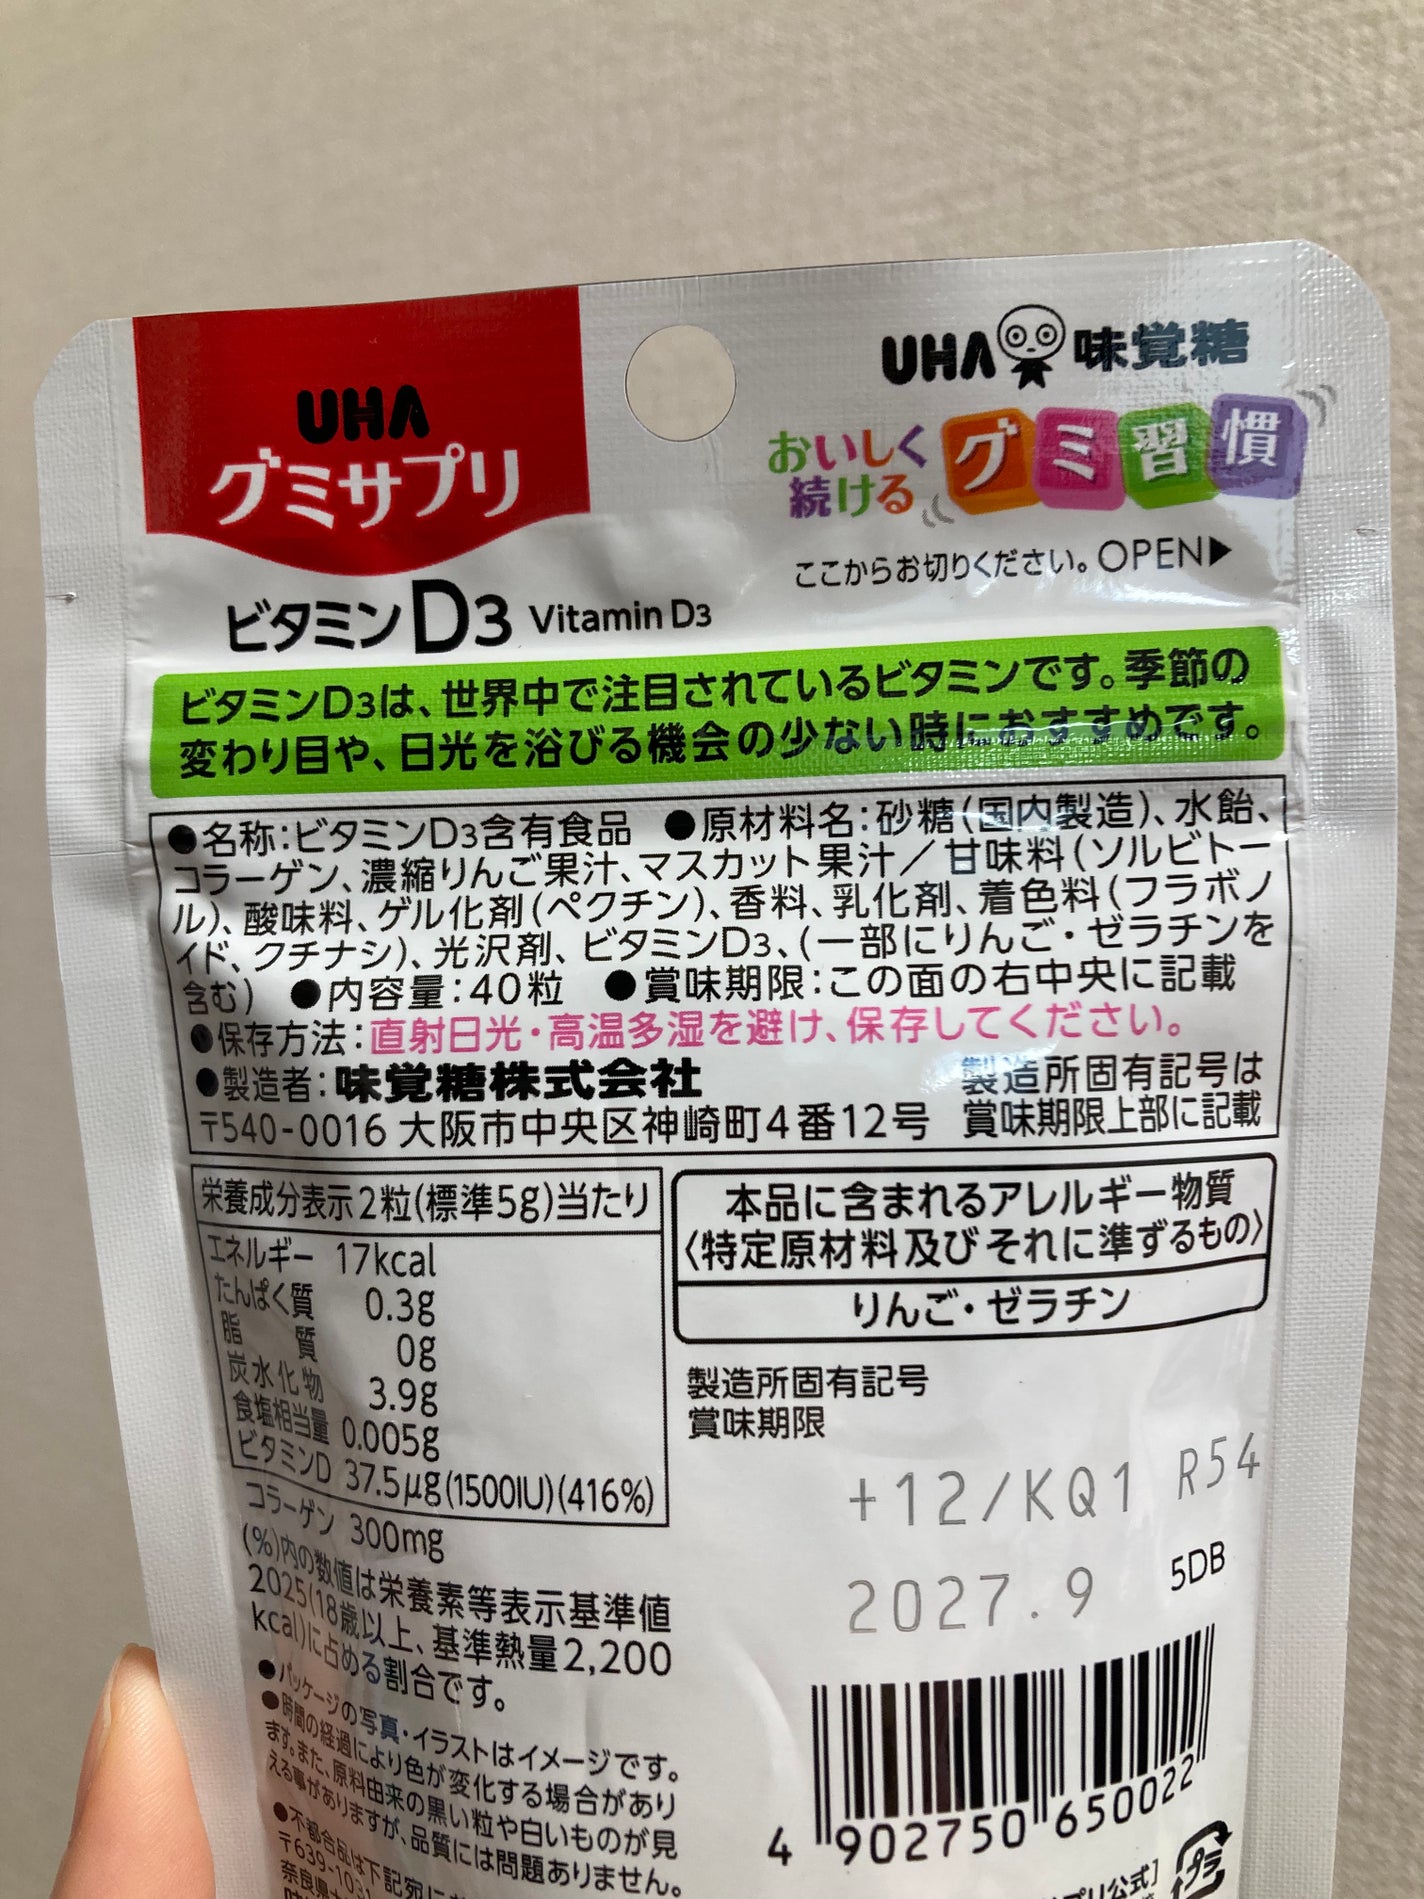 UHA
グミサプリ
UHA味覚糖
おいしく
続ける
グミ習慣
ここからお切りください。OPEN▶
ビタミンD3 Vitamin D3
ビタミンD3は、世界中で注目されているビタミンです。季節の
変わり目や、日光を浴びる機会の少ない時におすすめです。
●名称:ビタミンD3含有食品 ●原材料名:砂糖(国内製造)、水飴、
コラーゲン、濃縮りんご果汁、マスカット果汁/甘味料(ソルビトー
ル)、酸味料、ゲル化剤(ペクチン)、香料、乳化剤、着色料(フラボノ
イド、クチナシ)、光沢剤、ビタミンD3、(一部にりんご・ゼラチンを
含む) ●内容量:40粒 ●賞味期限:この面の右中央に記載
●保存方法:直射日光・高温多湿を避け、保存してください。
●製造者:味覚糖株式会社
〒540-0016 大阪市中央区神崎町4番12号
製造所固有記号は
賞味期限上部に記載
栄養成分表示2粒(標準5g)当たり
エネルギー 17kcal
たんぱく質 0.3g
脂質 0g
炭水化物 3.9g
食塩相当量 0.005g
ビタミンD 37.5μg(1500IU)(416%)
コラーゲン 300mg
(%)内の数値は栄養素等表示基準値
2025(18歳以上、基準熱量2,200
kcal)に占める割合です。
●パッケージの写真・イラストはイメージです。
●時間の経過により色が変化する場合があり
ます。また、原料由来の黒い粒や白いものが見
える事がありますが、品質には問題ありません。
●不都合品は下記宛に
〒639-1031
奈良県
本品に含まれるアレルギー物質
〈特定原材料及びそれに準ずるもの〉
りんご・ゼラチン
製造所固有記号
賞味期限
+12/KQ1 R54
2027.9 5DB
4 902750 650022
プリ公式]
プラ